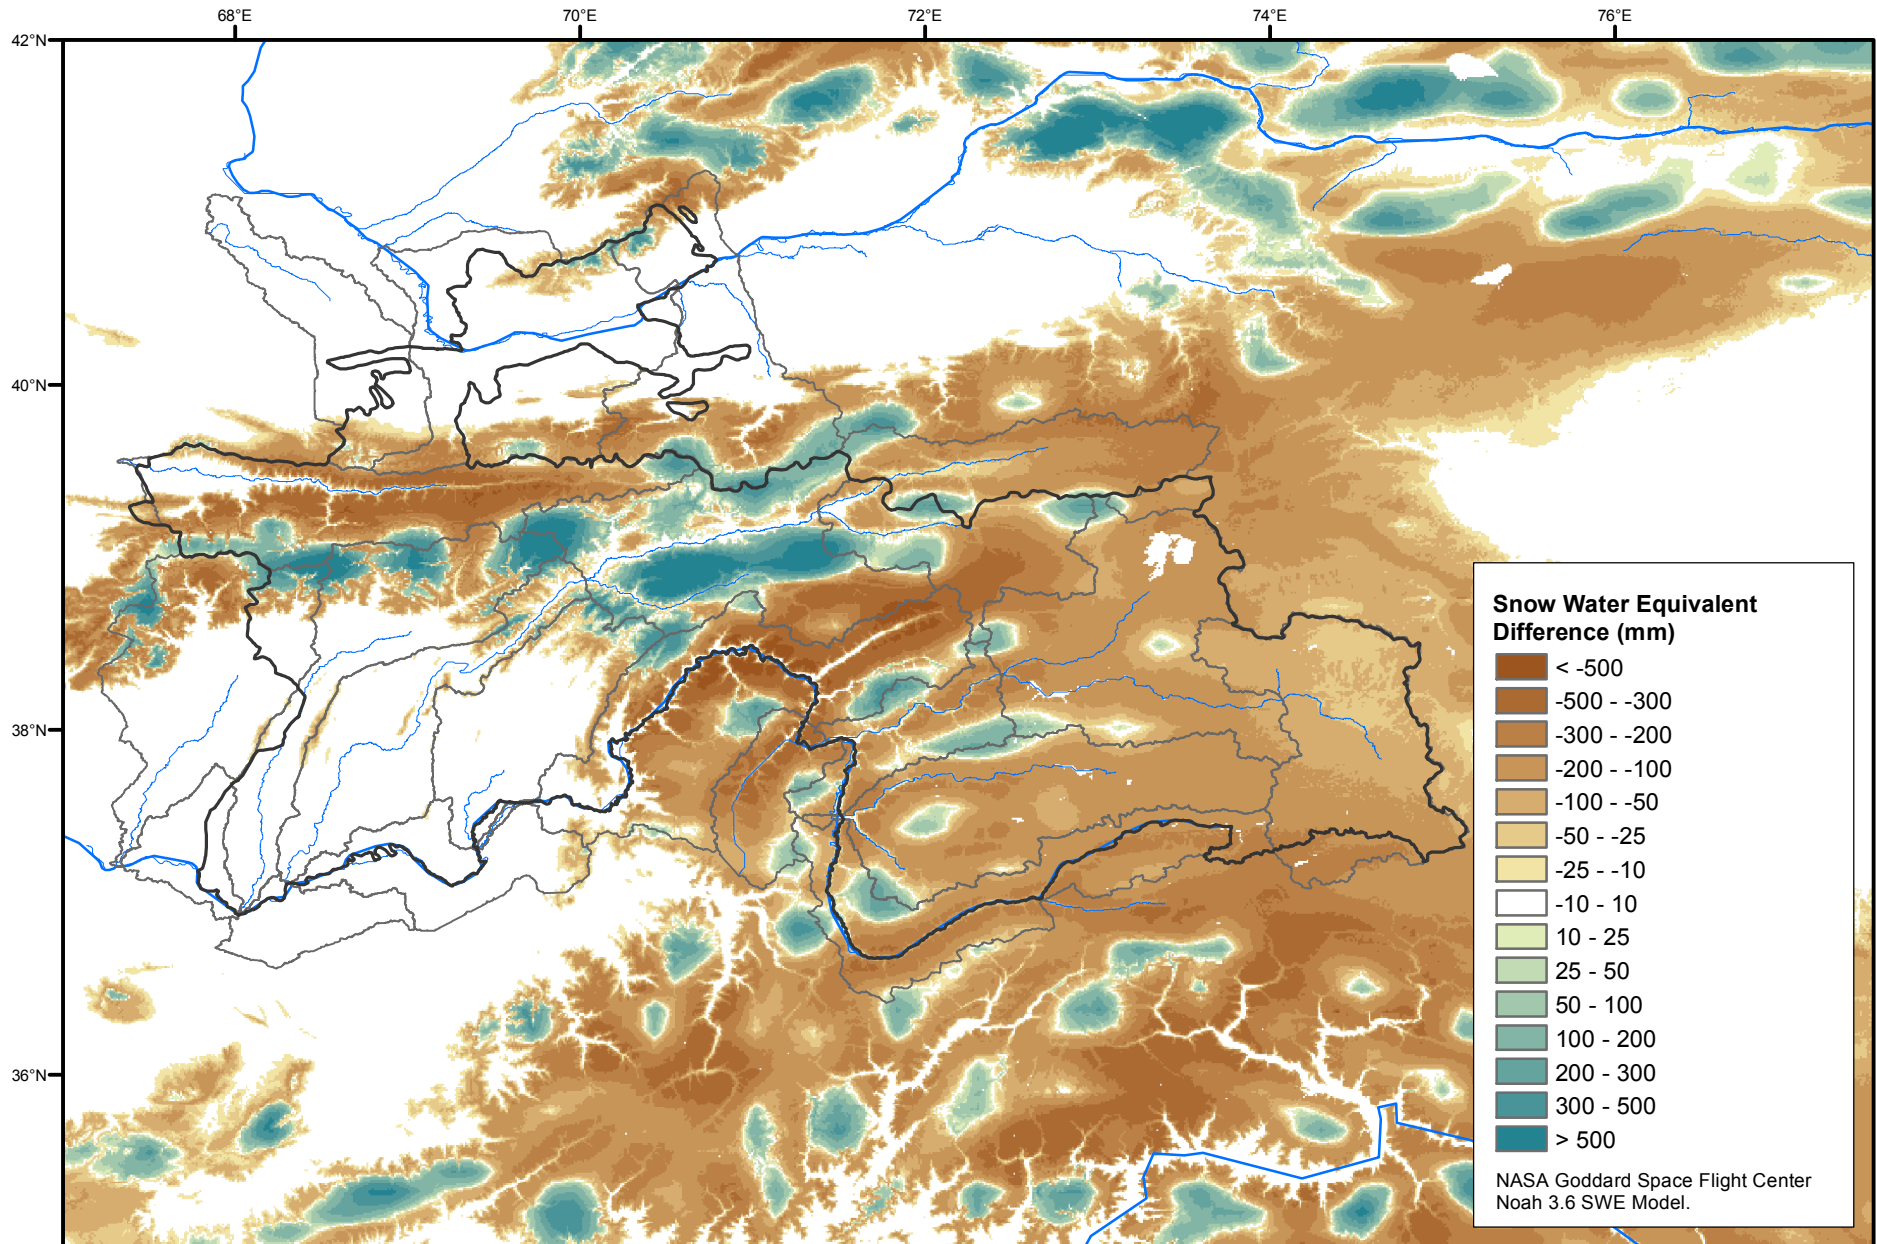 68°E 70°E 72°E 74°E 76°E
42°N
40°N
38°N
36°N
Snow Water Equivalent
Difference (mm)
< -500
-500 - -300
-300 - -200
-200 - -100
-100 - -50
-50 - -25
-25 - -10
-10 - 10
10 - 25
25 - 50
50 - 100
100 - 200
200 - 300
300 - 500
> 500
NASA Goddard Space Flight Center
Noah 3.6 SWE Model.